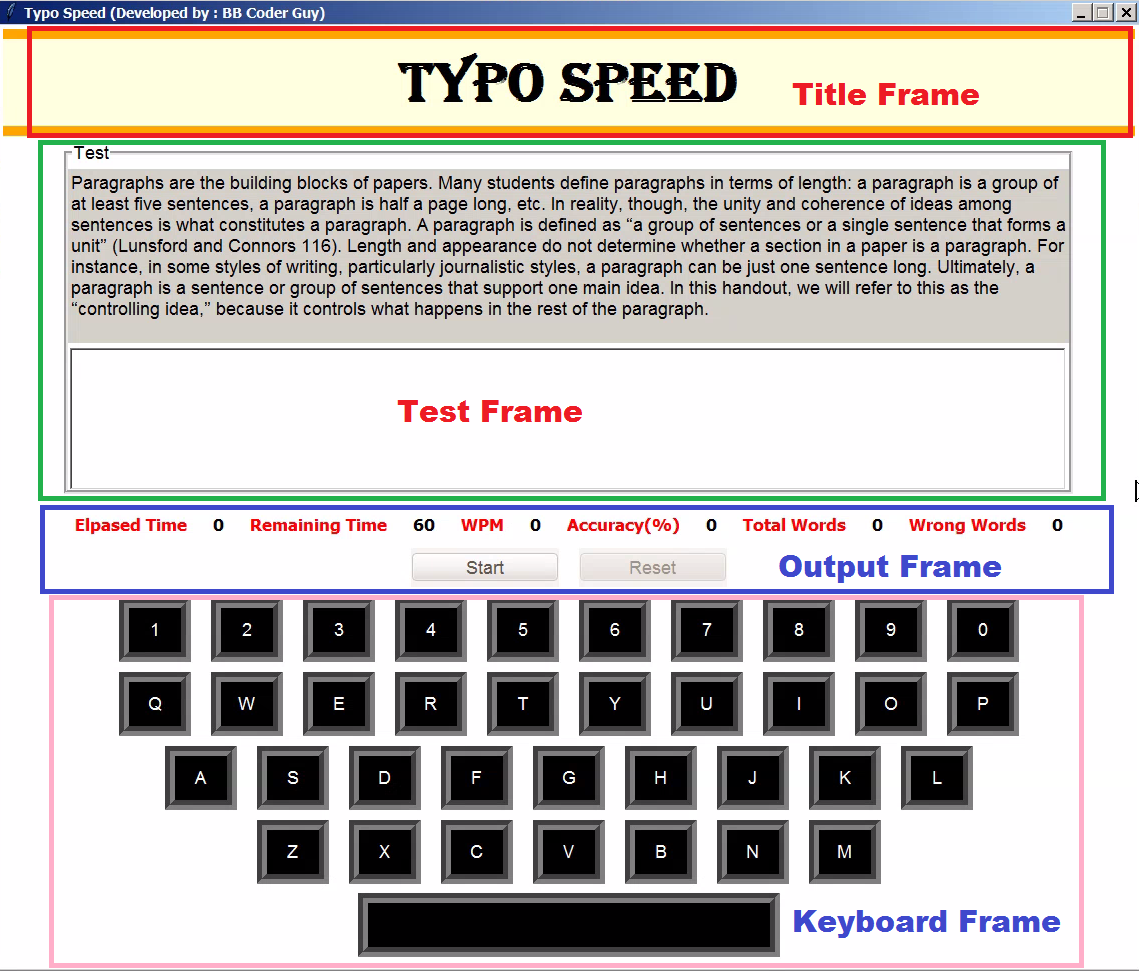 Typo Speed (Developed by : BB Coder Guy)
TYPO SPEED
Title Frame
Test
Paragraphs are the building blocks of papers. Many students define paragraphs in terms of length: a paragraph is a group of
at least five sentences, a paragraph is half a page long, etc. In reality, though, the unity and coherence of ideas among
sentences is what constitutes a paragraph. A paragraph is defined as “a group of sentences or a single sentence that forms a
unit” (Lunsford and Connors 116). Length and appearance do not determine whether a section in a paper is a paragraph. For
instance, in some styles of writing, particularly journalistic styles, a paragraph can be just one sentence long. Ultimately, a
paragraph is a sentence or group of sentences that support one main idea. In this handout, we will refer to this as the
“controlling idea,” because it controls what happens in the rest of the paragraph.
Test Frame
Elpased Time 0 Remaining Time 60 WPM 0 Accuracy(%) 0 Total Words 0 Wrong Words 0
Start Reset Output Frame
1 2 3 4 5 6 7 8 9 0
Q W E R T Y U I O P
A S D F G H J K L
Z X C V B N M
Keyboard Frame